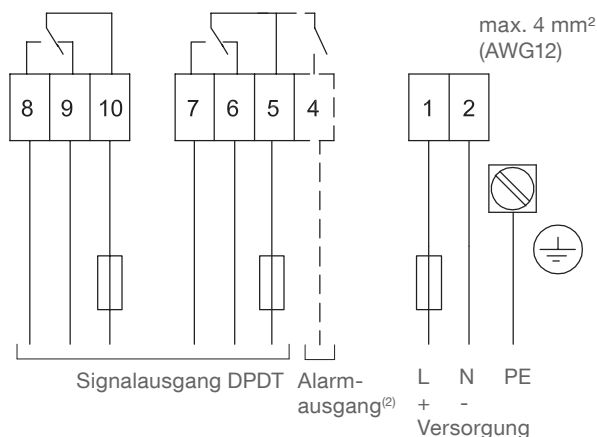 max. 4 mm²
(AWG12)
8 9 10 7 6 5 4 1 2
Signalausgang DPDT
Alarm-
ausgang⁽²⁾
L N PE
+ -
Versorgung